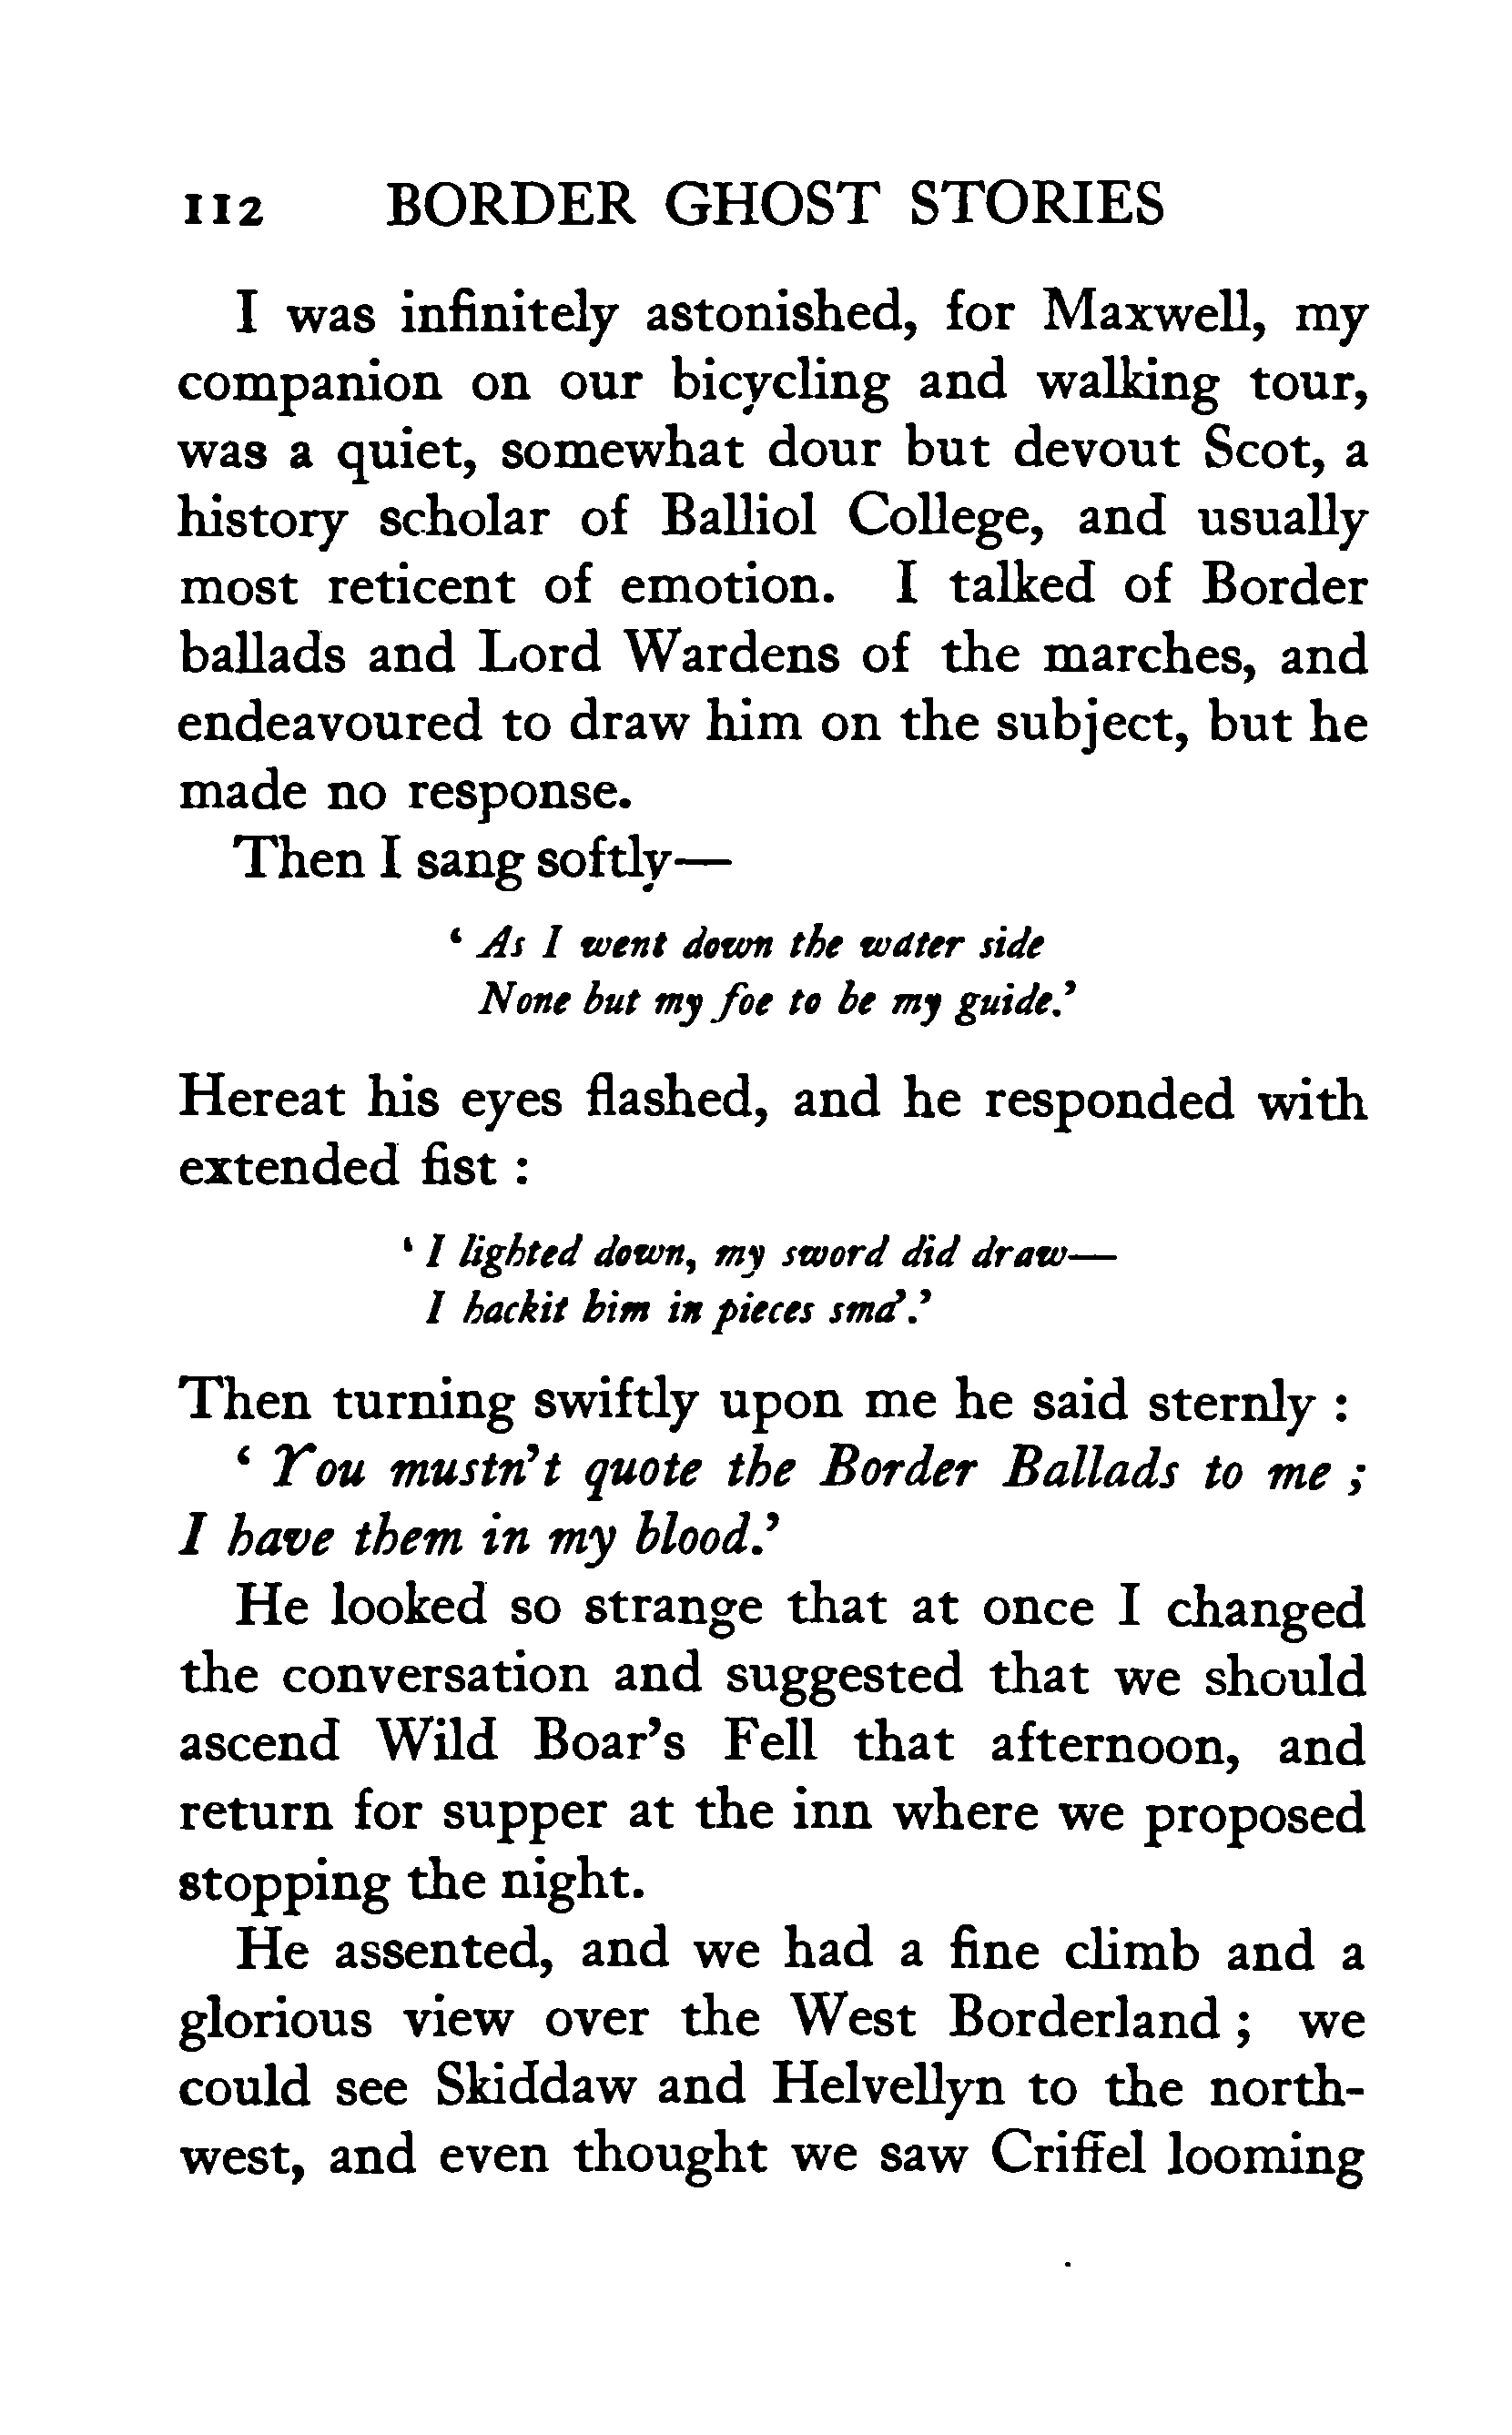 112 BORDER GHOST STORIES
I was infinitely astonished, for Maxwell, my
companion on our bicycling and walking tour,
was a quiet, somewhat dour but devout Scot, a
history scholar of Balliol College, and usually
most reticent of emotion. I talked of Border
ballads and Lord Wardens of the marches, and
endeavoured to draw him on the subject, but he
made no response.
Then I sang softly—
‘ As I went down the water side
None but my foe to be my guide.’
Hereat his eyes flashed, and he responded with
extended fist :
‘ I lighted down, my sword did draw—
I hackit him in pieces sma’.’
Then turning swiftly upon me he said sternly :
‘ You mustn’t quote the Border Ballads to me ;
I have them in my blood.’
He looked so strange that at once I changed
the conversation and suggested that we should
ascend Wild Boar’s Fell that afternoon, and
return for supper at the inn where we proposed
stopping the night.
He assented, and we had a fine climb and a
glorious view over the West Borderland ; we
could see Skiddaw and Helvellyn to the north-
west, and even thought we saw Criffel looming